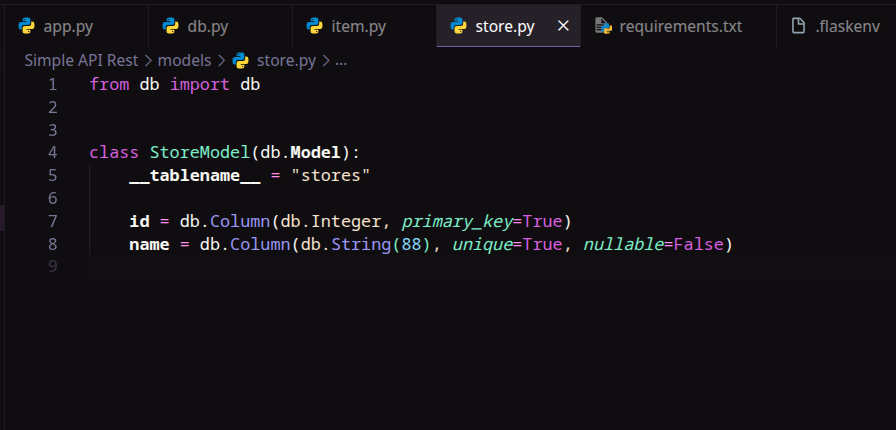 app.py db.py item.py store.py × requirements.txt .flaskenv
Simple API Rest > models > store.py > ...
1 from db import db
2
3
4 class StoreModel(db.Model):
5     __tablename__ = "stores"
6
7     id = db.Column(db.Integer, primary_key=True)
8     name = db.Column(db.String(88), unique=True, nullable=False)
9